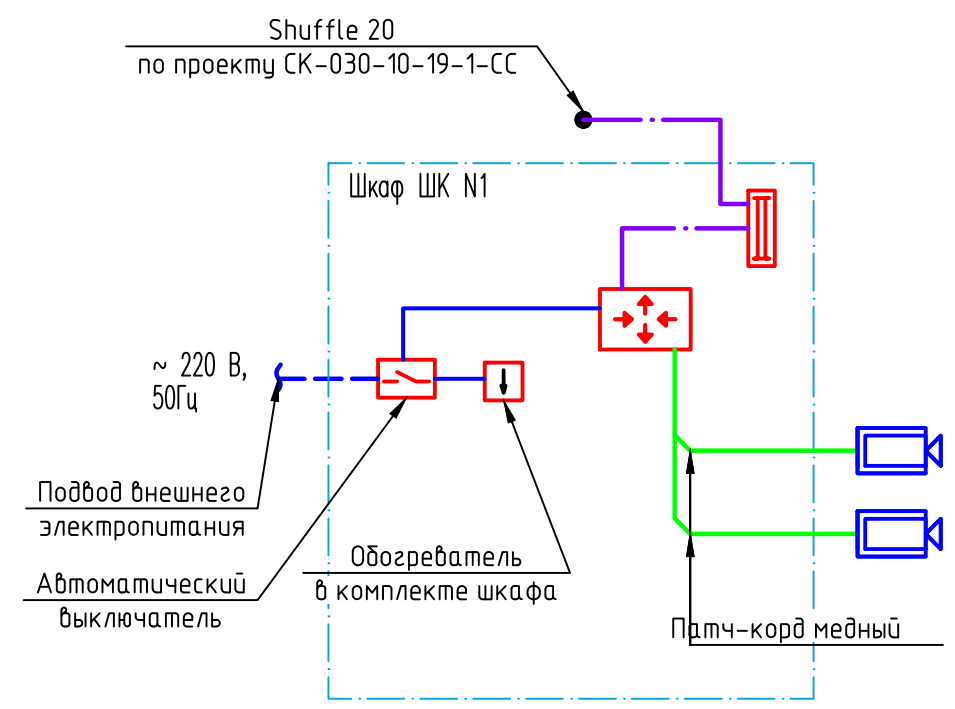 Shuffle 20
по проекту СК-030-10-19-1-СС
Шкаф ШК N1
~ 220 В,
50Гц
Подвод внешнего
электропитания
Автоматический
выключатель
Обогреватель
в комплекте шкафа
Патч-корд медный